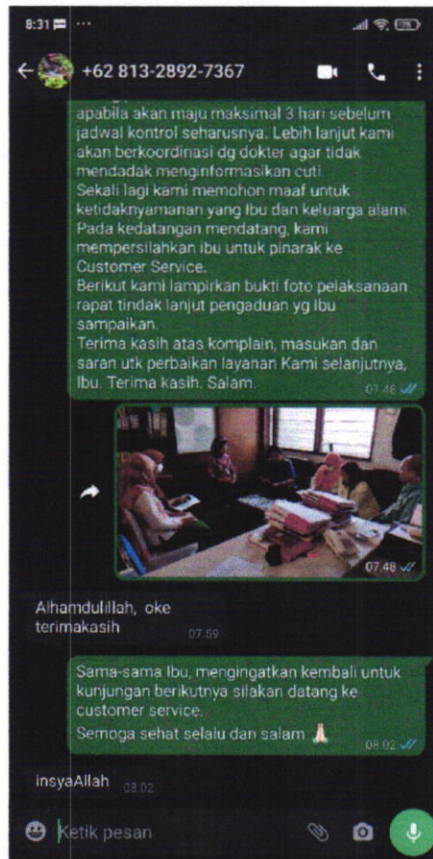 8:31
+62 813-2892-7367
apabila akan maju maksimal 3 hari sebelum
jadwal kontrol seharusnya. Lebih lanjut kami
akan berkoordinasi dg dokter agar tidak
mendadak menginformasikan cuti
Sekali lagi kami memohon maaf untuk
ketidaknyamanan yang Ibu dan keluarga alami.
Pada kedatangan mendatang, kami
mempersilahkan ibu untuk pinarak ke
Customer Service.
Berikut kami lampirkan bukti foto pelaksanaan
rapat tindak lanjut pengaduan yg Ibu
sampaikan.
Terima kasih atas komplain, masukan dan
saran utk perbaikan layanan Kami selanjutnya,
Ibu. Terima kasih. Salam.
07.48
07.48
Alhamdulillah, oke
terimakasih
07.59
Sama-sama Ibu, mengingatkan kembali untuk
kunjungan berikutnya silakan datang ke
customer service.
Semoga sehat selalu dan salam 🙏🏻
08.02
insyaAllah
08.02
Ketik pesan